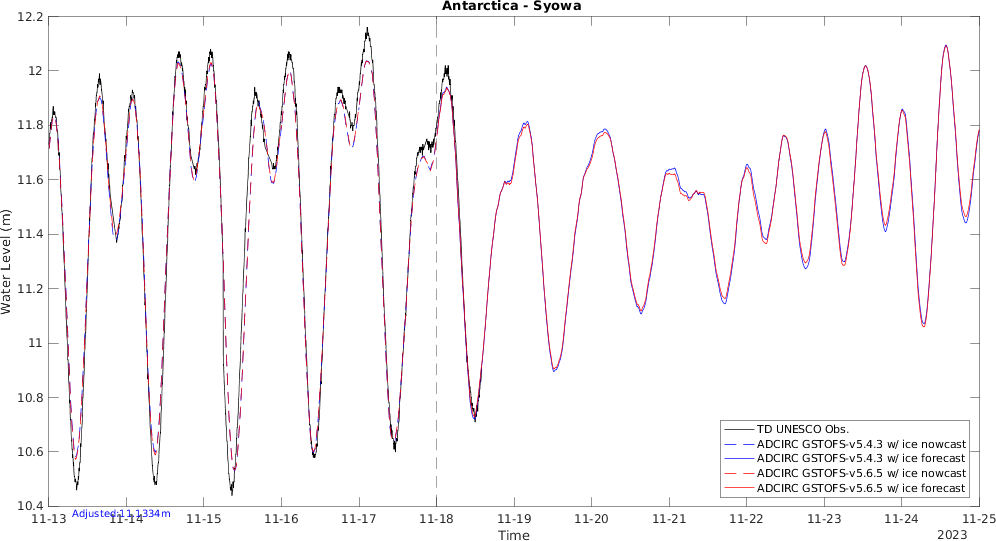 Antarctica - Syowa
12.2
12
11.8
11.6
11.4
11.2
11
10.8
10.6
10.4
Water Level (m)
TD UNESCO Obs.
ADCIRC GSTOFS-v5.4.3 w/ ice nowcast
ADCIRC GSTOFS-v5.4.3 w/ ice forecast
ADCIRC GSTOFS-v5.6.5 w/ ice nowcast
ADCIRC GSTOFS-v5.6.5 w/ ice forecast
Adjusted:11.1334m
11-13 11-14 11-15 11-16 11-17 11-18 11-19 11-20 11-21 11-22 11-23 11-24 11-25
Time
2023